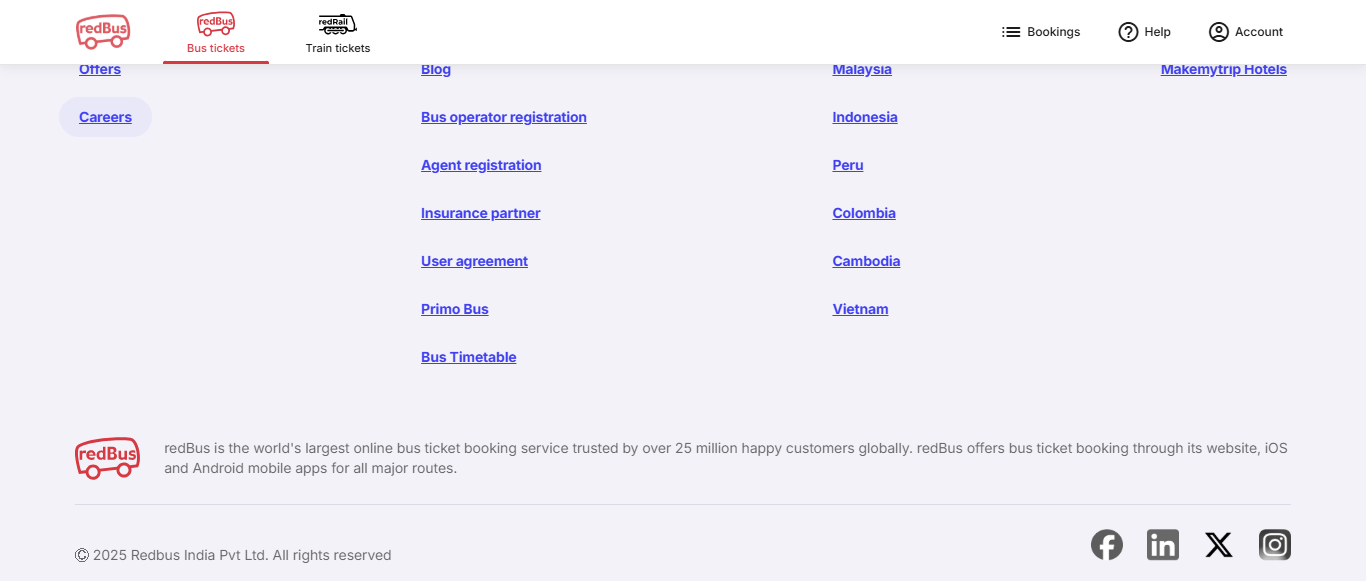 redBus
redBus
Bus tickets
redRail
Train tickets
Bookings
Help
Account
Offers
Careers
Blog
Bus operator registration
Agent registration
Insurance partner
User agreement
Primo Bus
Bus Timetable
Malaysia
Indonesia
Peru
Colombia
Cambodia
Vietnam
Makemytrip Hotels
redBus
redBus is the world's largest online bus ticket booking service trusted by over 25 million happy customers globally. redBus offers bus ticket booking through its website, iOS
and Android mobile apps for all major routes.
© 2025 Redbus India Pvt Ltd. All rights reserved